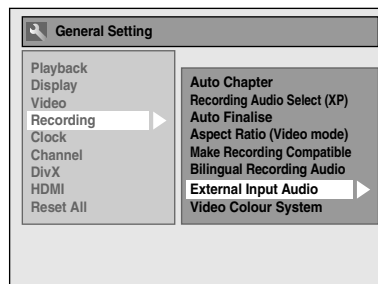 General Setting
Playback
Display
Video
Recording
Clock
Channel
DivX
HDMI
Reset All
Auto Chapter
Recording Audio Select (XP)
Auto Finalise
Aspect Ratio (Video mode)
Make Recording Compatible
Bilingual Recording Audio
External Input Audio
Video Colour System